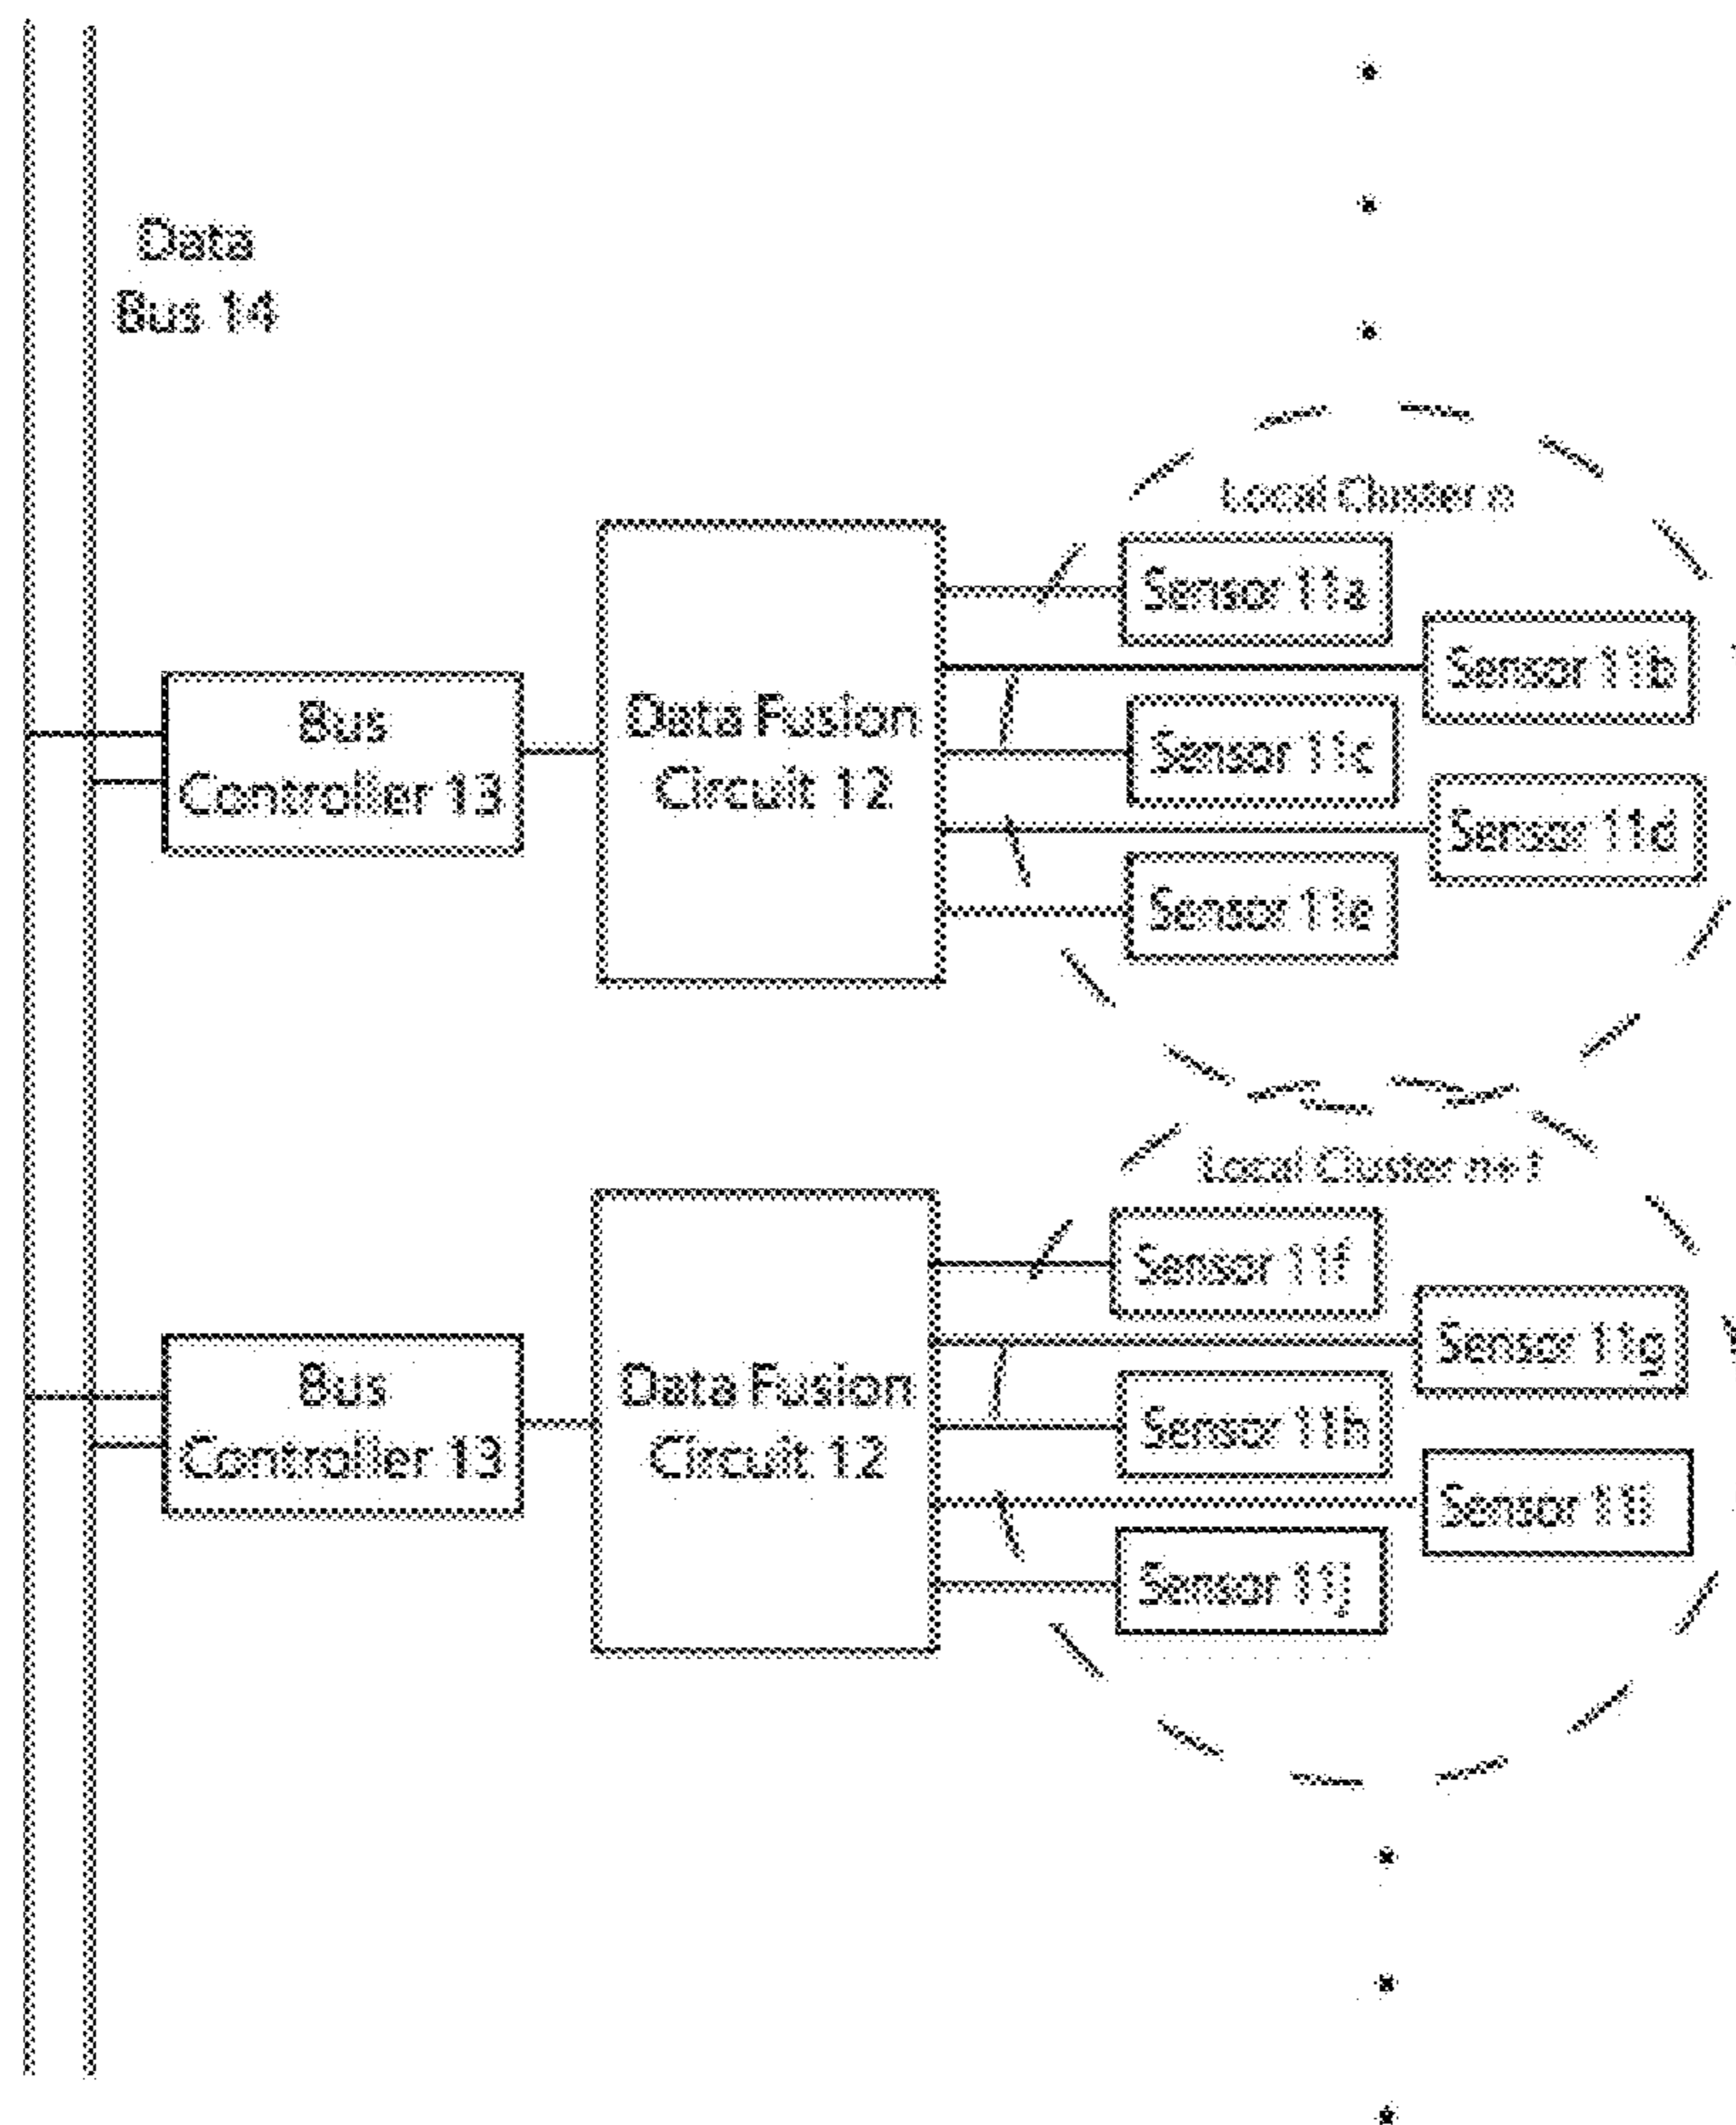 Data
Bus 14
Local Cluster n
Sensor 11a
Sensor 11b
Bus
Controller 13
Data Fusion
Circuit 12
Sensor 11c
Sensor 11d
Sensor 11e
Local Cluster n+1
Sensor 11f
Sensor 11g
Bus
Controller 13
Data Fusion
Circuit 12
Sensor 11h
Sensor 11i
Sensor 11j